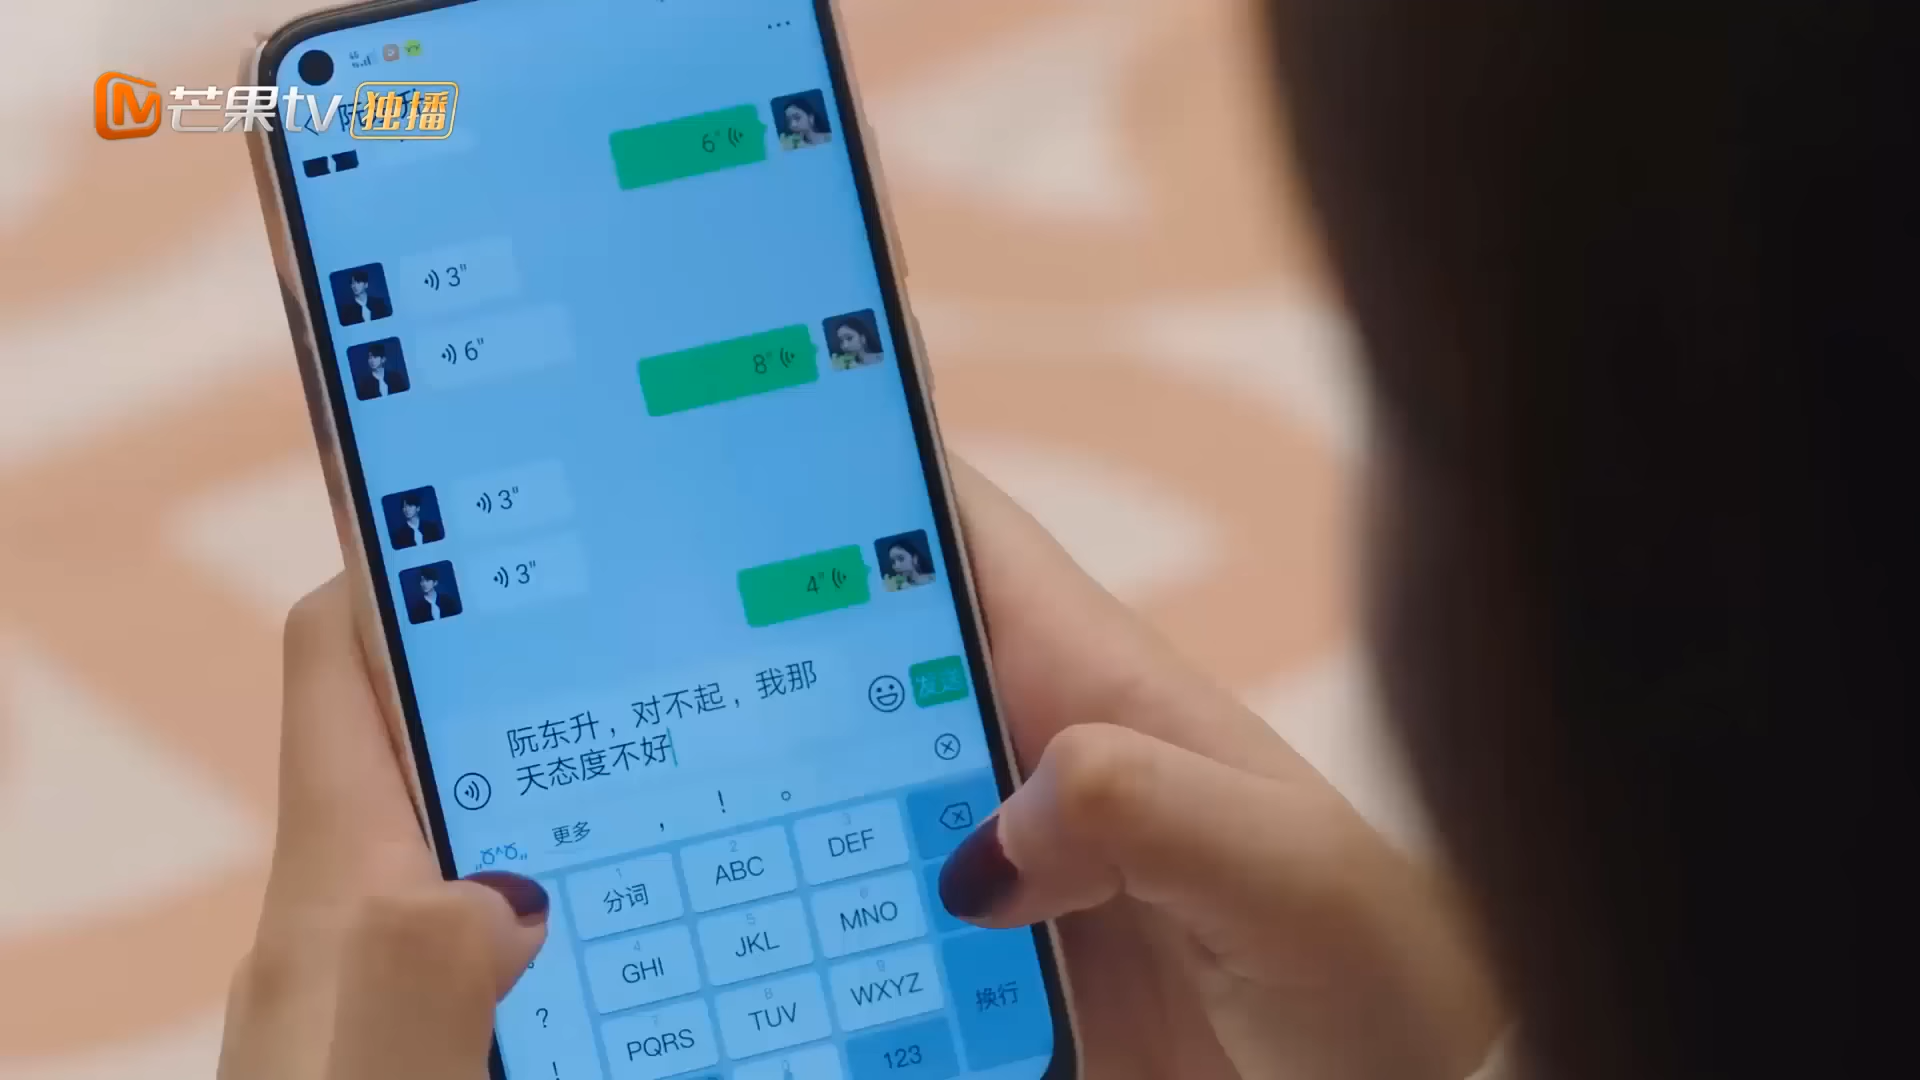 芒果tv独播
6"
3"
6"
8"
3"
3"
4"
阮东升，对不起，我那
天态度不好
发送
更多 ， ！ 。
分词
ABC
DEF
GHI
JKL
MNO
?
PQRS
TUV
WXYZ
换行
!
123